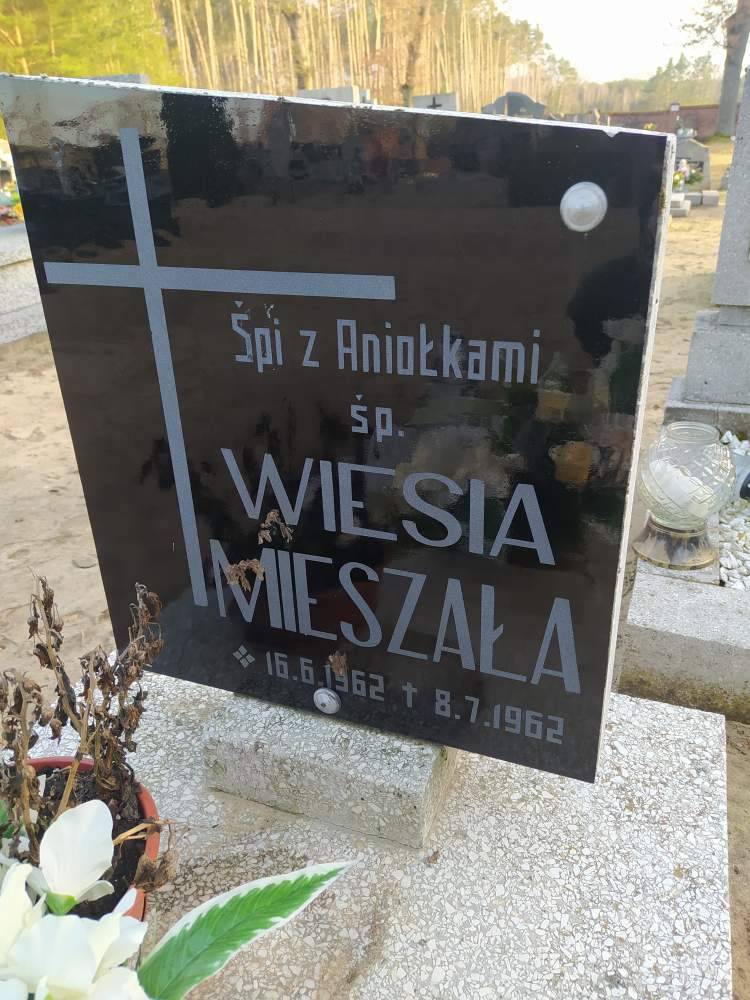 Śpi z Aniołkami
śp.
WIESIA
MIESZAŁA
16.6.1962 † 8.7.1962